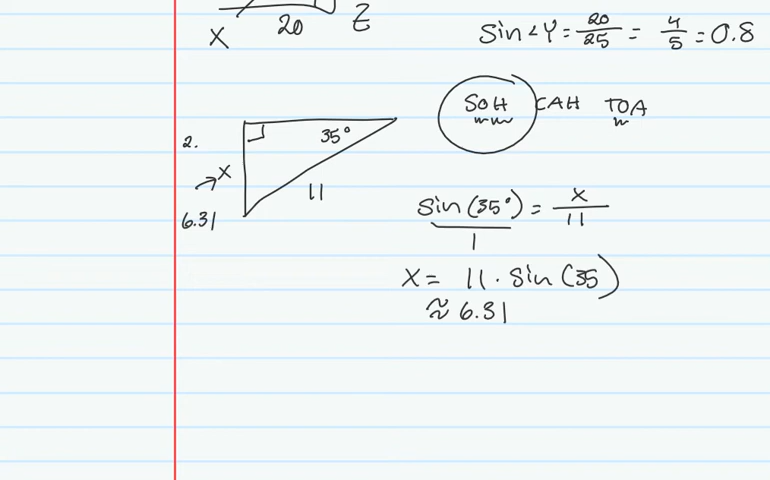 X 20 Z
Sin∠Y = 20/25 = 4/5 = 0.8
SOH CAH TOA
2.
35°
X
11
6.31
sin(35°) = x/11
1
X = 11 · sin(35)
≈ 6.31